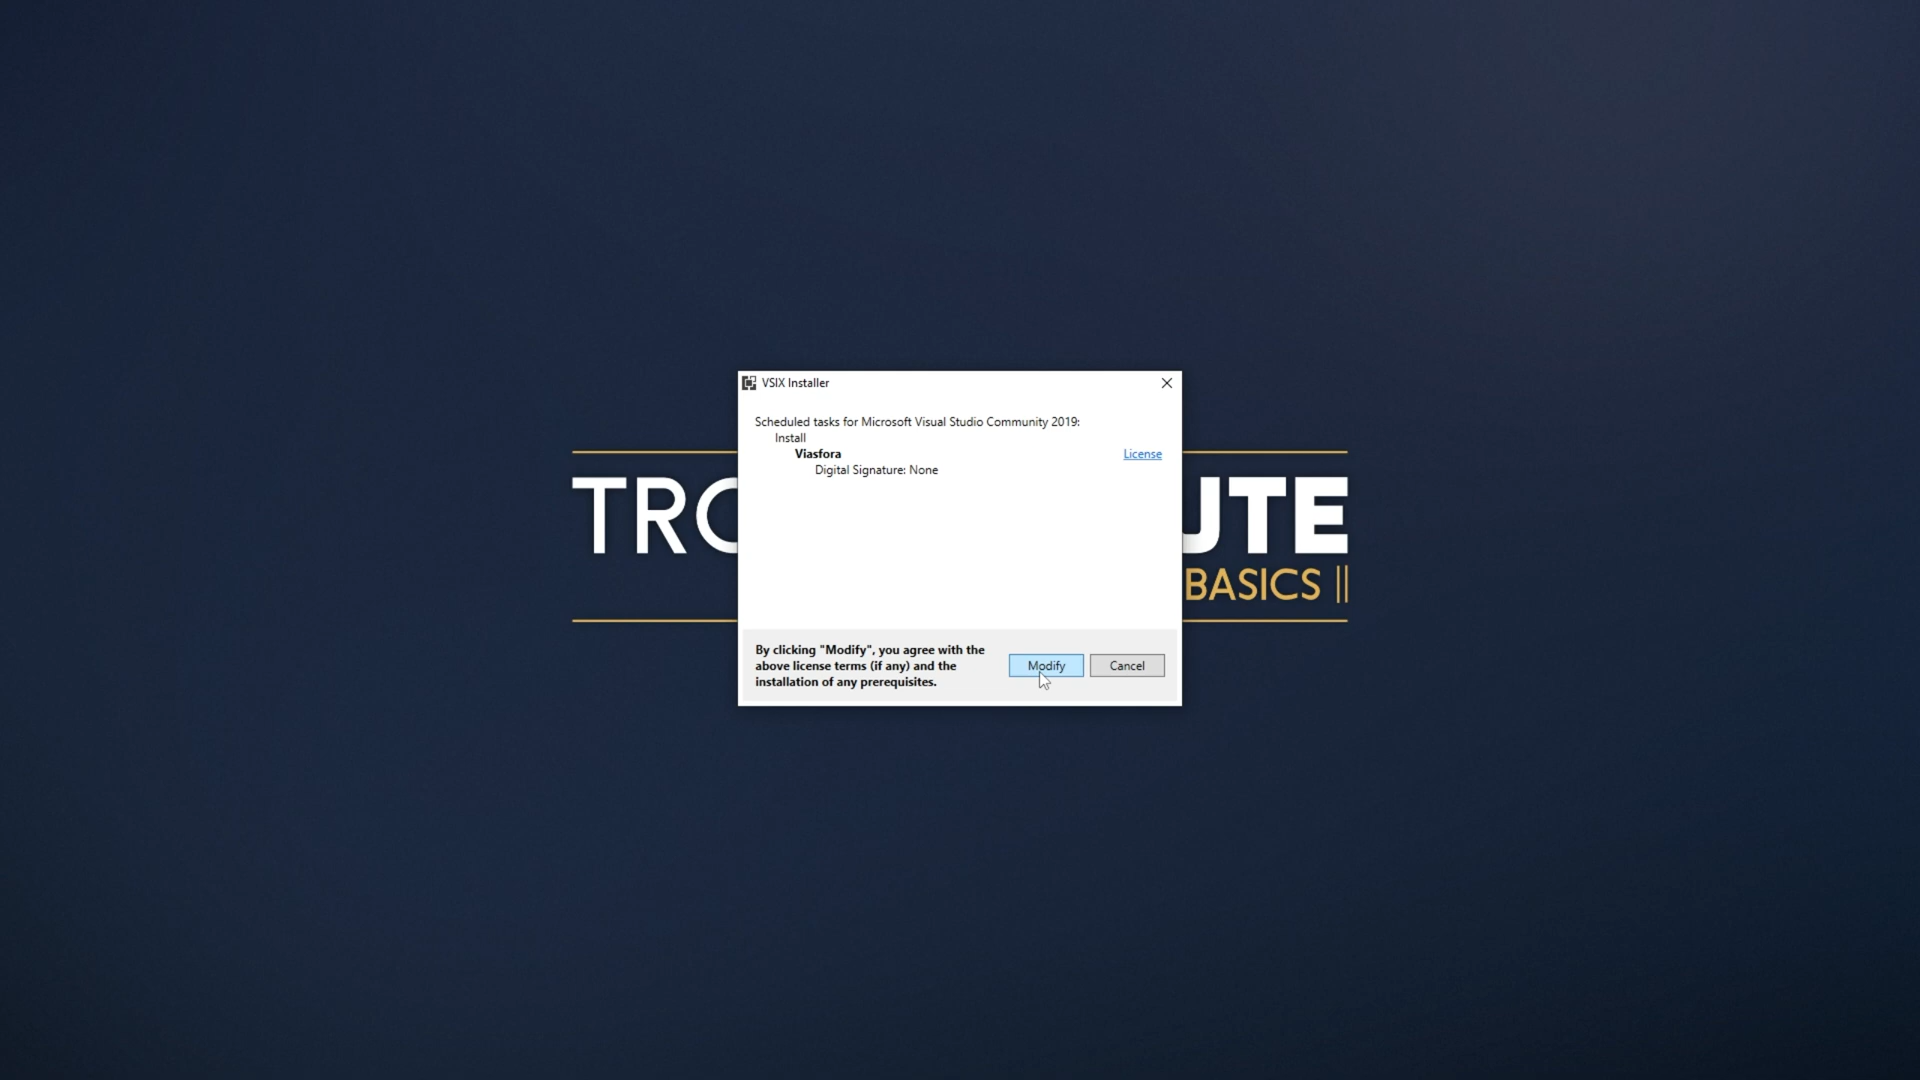 VSIX Installer
Scheduled tasks for Microsoft Visual Studio Community 2019:
Install
Viasfora
License
Digital Signature: None
TRO
UTE
BASICS ||
By clicking "Modify", you agree with the
above license terms (if any) and the
installation of any prerequisites.
Modify
Cancel